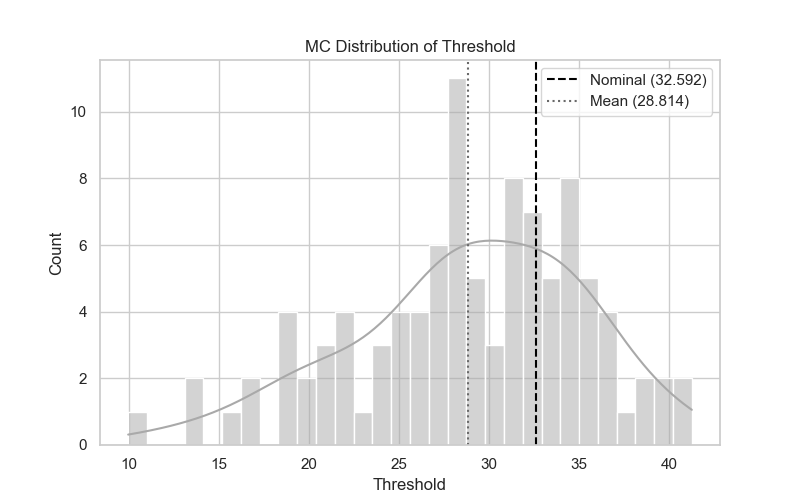 MC Distribution of Threshold
Nominal (32.592)
Mean (28.814)
10
8
6
4
2
0
Count
10 15 20 25 30 35 40
Threshold